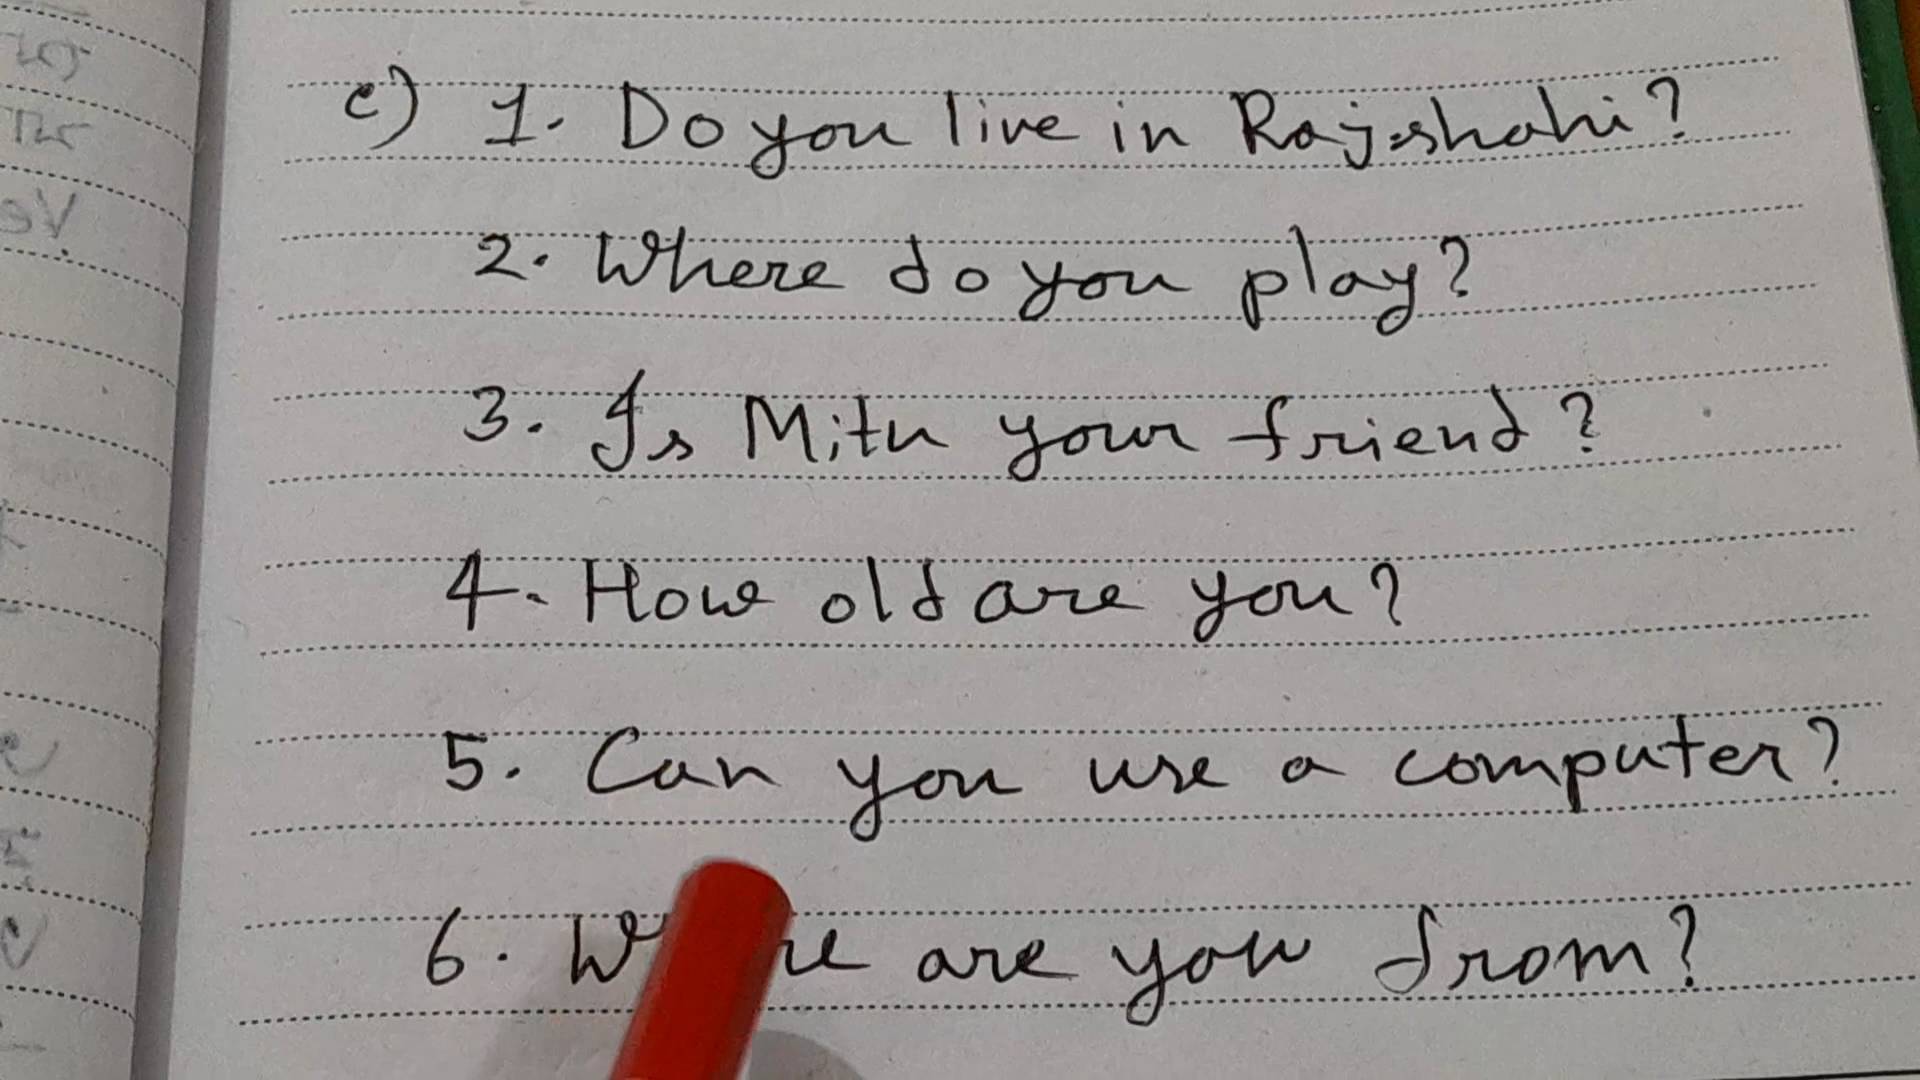 c) 1. Do you live in Rajshahi?
2. Where do you play?
3. Is Mitu your friend?
4. How old are you?
5. Can you use a computer?
6. are you from?